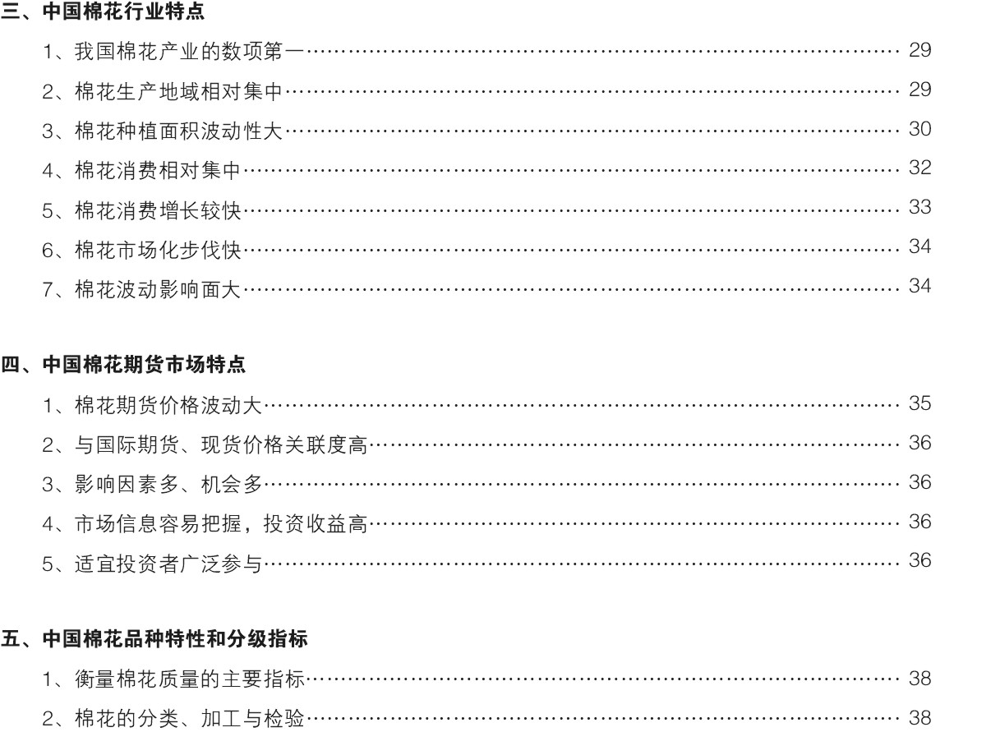 三、中国棉花行业特点
1、我国棉花产业的数项第一…………………………………………………………………… 29
2、棉花生产地域相对集中…………………………………………………………………… 29
3、棉花种植面积波动性大…………………………………………………………………… 30
4、棉花消费相对集中………………………………………………………………………… 32
5、棉花消费增长较快………………………………………………………………………… 33
6、棉花市场化步伐快………………………………………………………………………… 34
7、棉花波动影响面大………………………………………………………………………… 34
四、中国棉花期货市场特点
1、棉花期货价格波动大……………………………………………………………………… 35
2、与国际期货、现货价格关联度高………………………………………………………… 36
3、影响因素多、机会多……………………………………………………………………… 36
4、市场信息容易把握，投资收益高………………………………………………………… 36
5、适宜投资者广泛参与……………………………………………………………………… 36
五、中国棉花品种特性和分级指标
1、衡量棉花质量的主要指标………………………………………………………………… 38
2、棉花的分类、加工与检验………………………………………………………………… 38